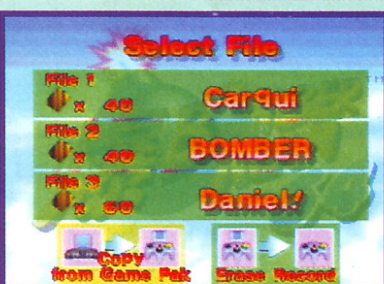 Select File
File 1
x 40
Carqui
File 2
x 40
BOMBER
File 3
x 60
Daniel!
Copy
from Game Pak
Erase Record